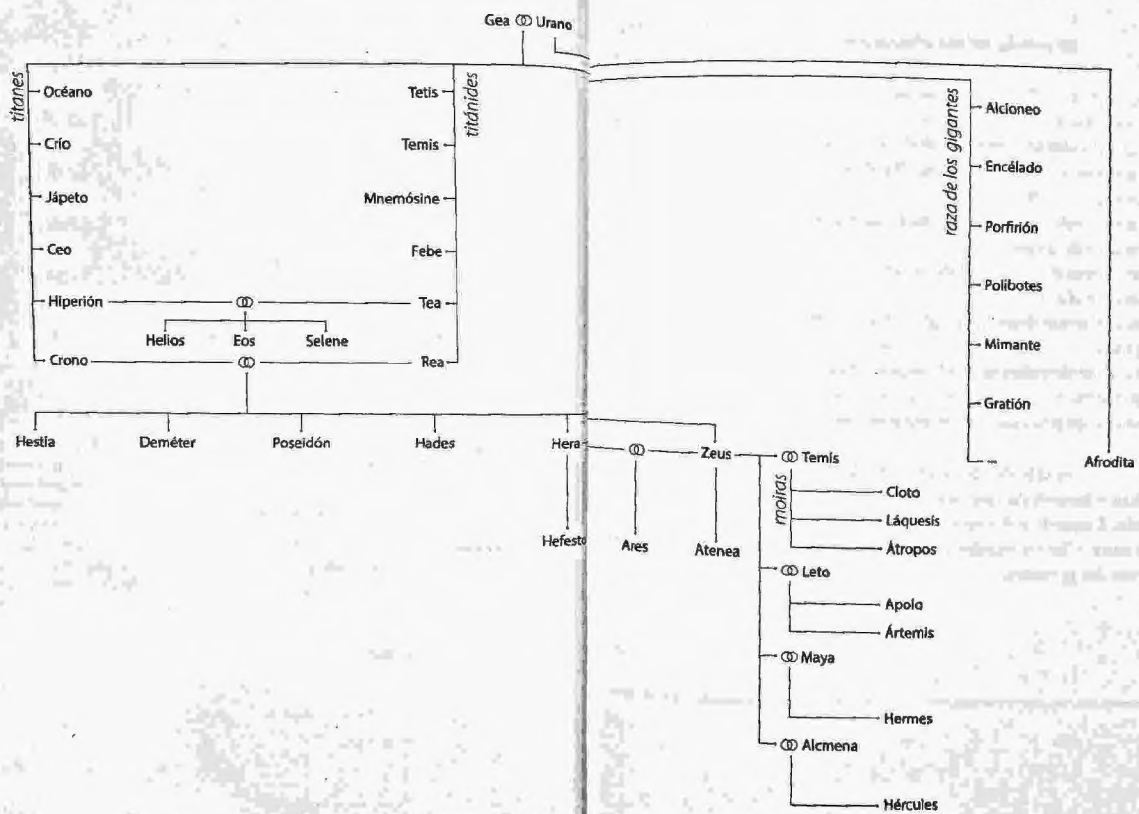 Gea Urano
titanes
Océano
Crío
Jápeto
Ceo
Hiperión
Crono
titánides
Tetis
Temis
Mnemósine
Febe
Tea
Rea
Helios Eos Selene
raza de los gigantes
Alcioneo
Encélado
Porfirión
Polibotes
Mimante
Gratión
...
Afrodita
Hestia Deméter Poseidón Hades Hera Zeus
Hefesto Ares Atenea
Temis
moiras
Cloto
Láquesis
Átropos
Leto
Apolo
Ártemis
Maya
Hermes
Alcmena
Hércules